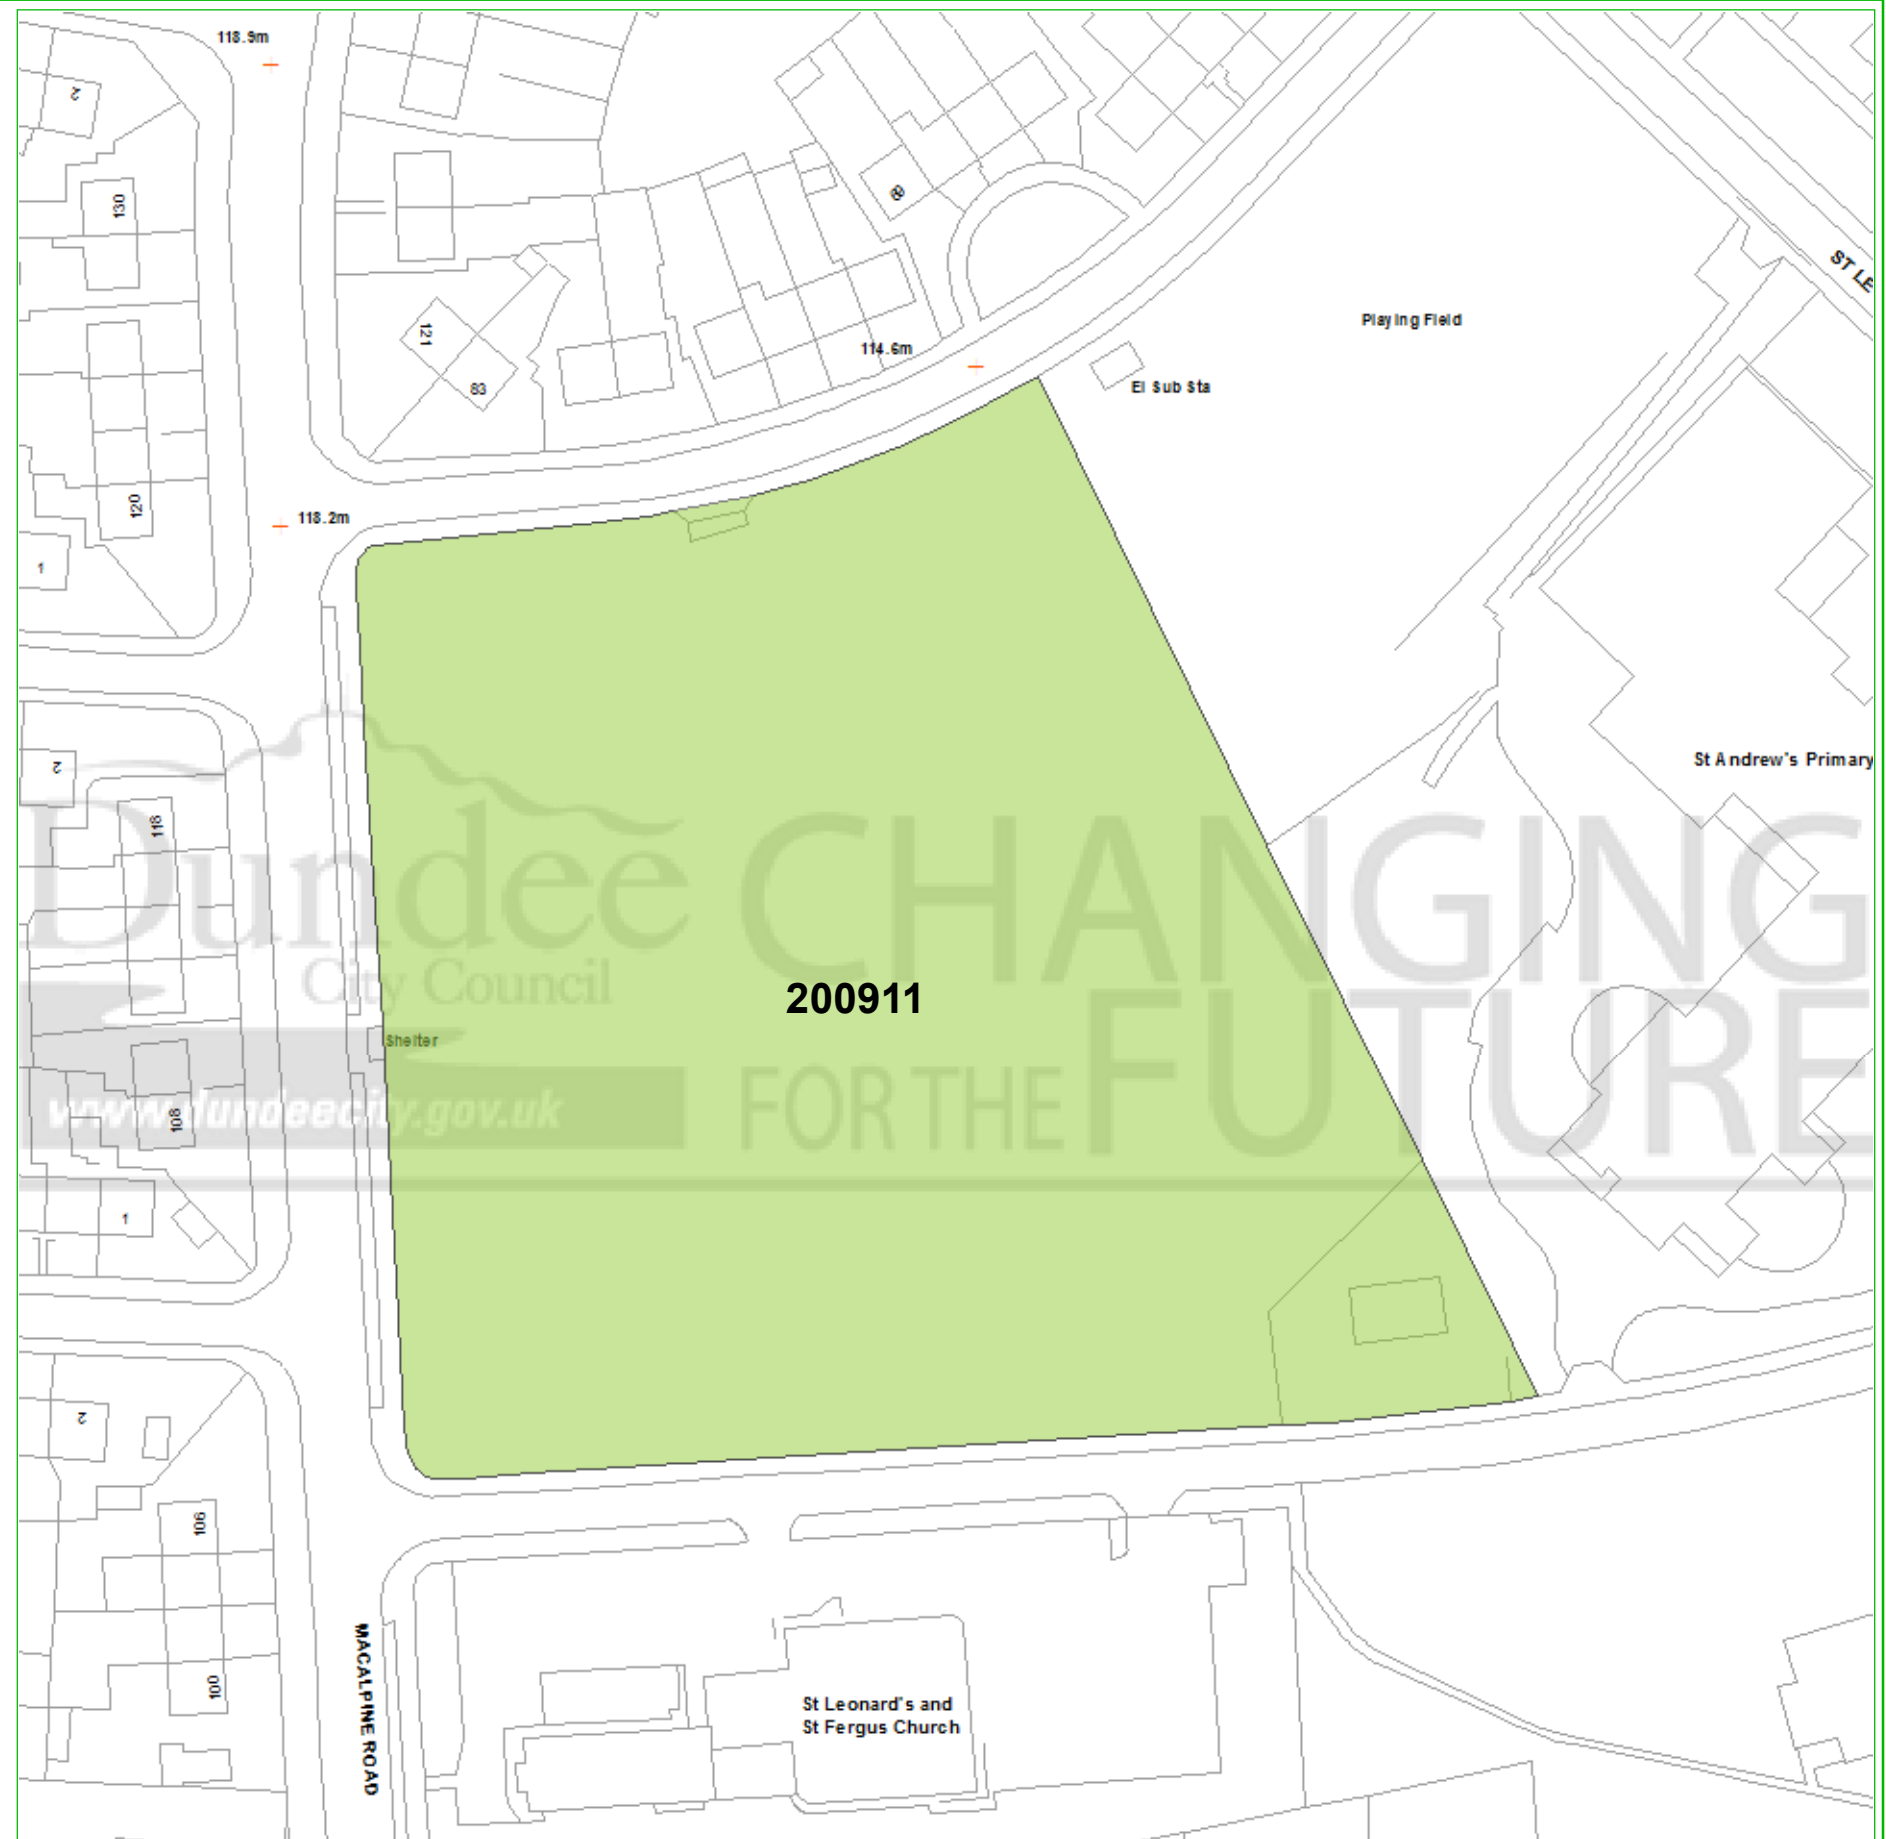 118.9m
2
130
89
ST LE
121
Playing Field
114.6m
83
El Sub Sta
120
118.2m
1
St Andrew's Primary
2
118
Dundee
City Council
CHANGING
FOR THE FUTURE
200911
Shelter
www.dundeecity.gov.uk
108
1
2
106
100
MACALPINE ROAD
St Leonard's and
St Fergus Church